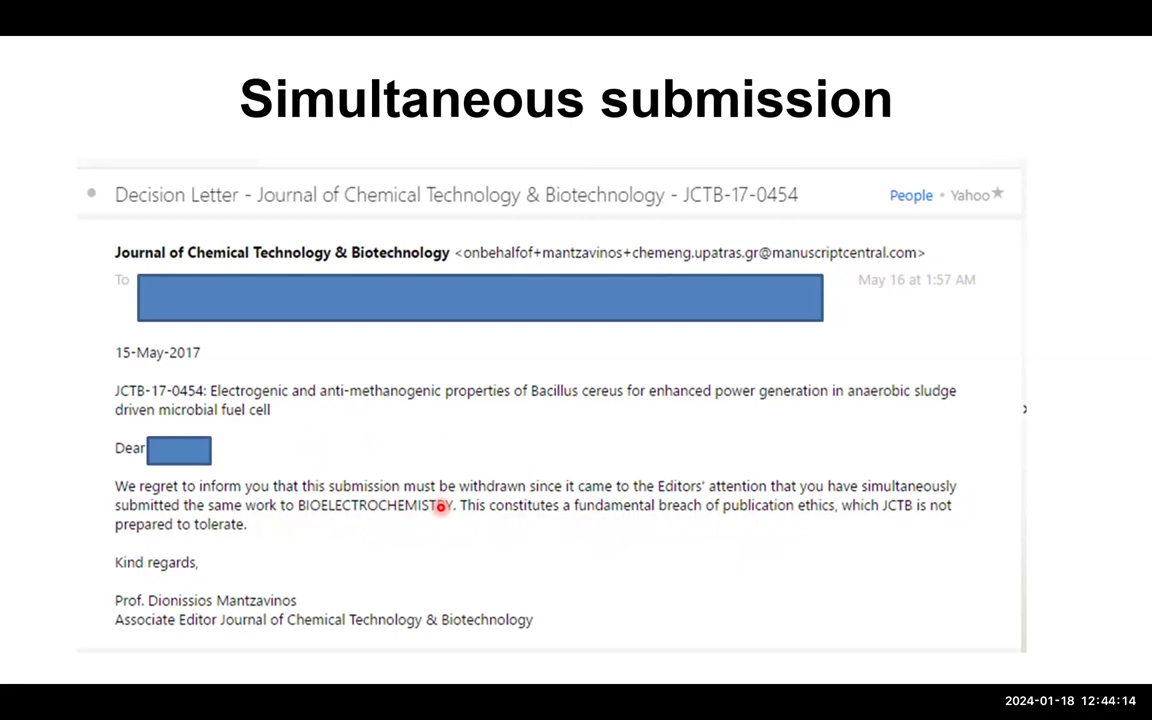 Simultaneous submission
Decision Letter - Journal of Chemical Technology & Biotechnology - JCTB-17-0454
People • Yahoo★
Journal of Chemical Technology & Biotechnology <onbehalfof+mantzavinos+chemeng.upatras.gr@manuscriptcentral.com>
To
May 16 at 1:57 AM
15-May-2017
JCTB-17-0454: Electrogenic and anti-methanogenic properties of Bacillus cereus for enhanced power generation in anaerobic sludge
driven microbial fuel cell
Dear
We regret to inform you that this submission must be withdrawn since it came to the Editors' attention that you have simultaneously
submitted the same work to BIOELECTROCHEMISTRY. This constitutes a fundamental breach of publication ethics, which JCTB is not
prepared to tolerate.
Kind regards,
Prof. Dionissios Mantzavinos
Associate Editor Journal of Chemical Technology & Biotechnology
2024-01-18 12:44:14